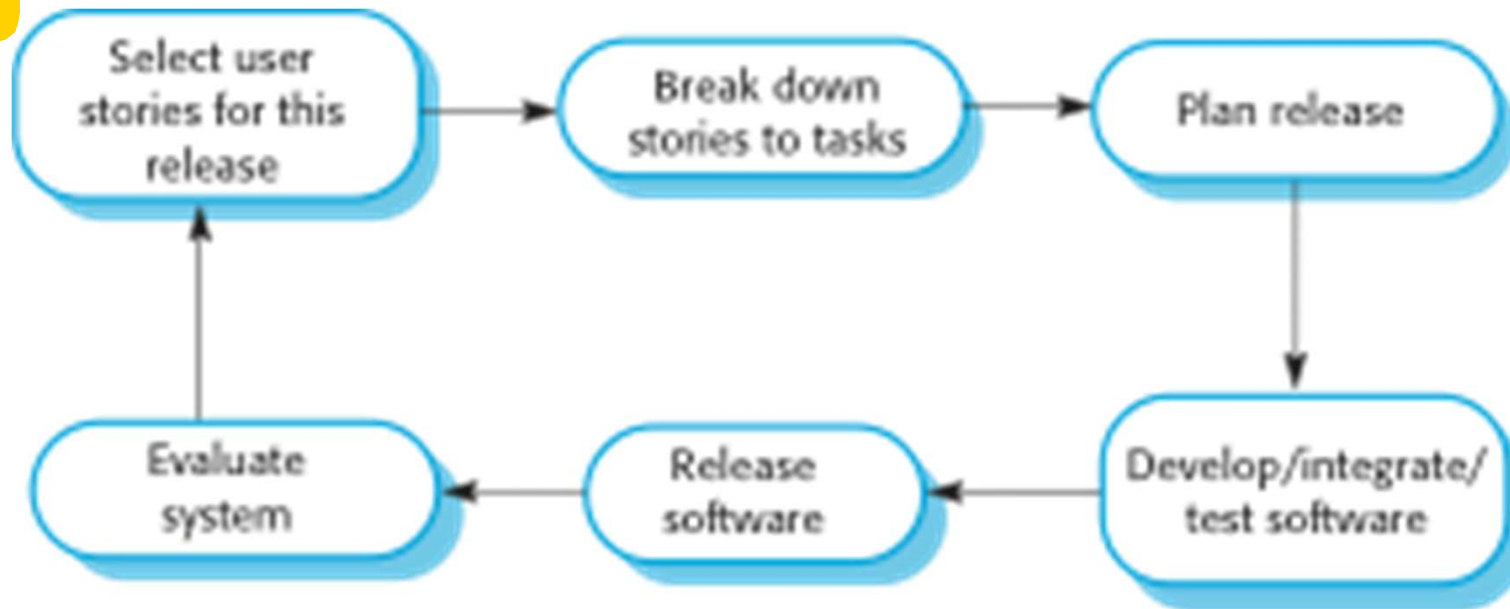 Select user
stories for this
release
Break down
stories to tasks
Plan release
Evaluate
system
Release
software
Develop/integrate/
test software